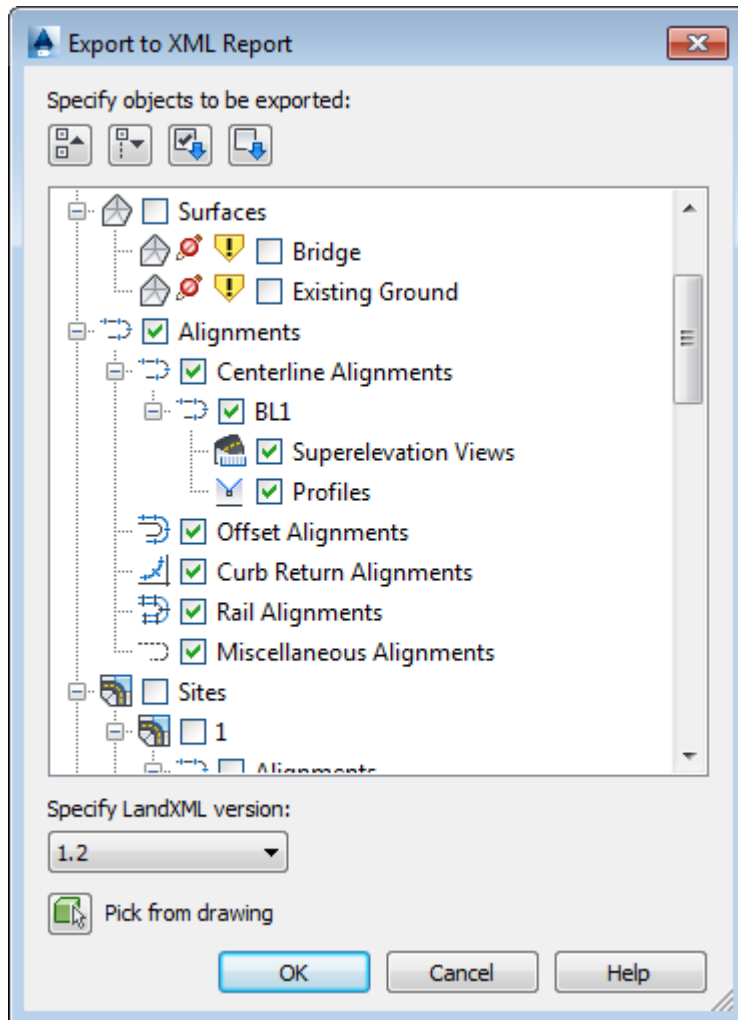 Export to XML Report
Specify objects to be exported:
Surfaces
Bridge
Existing Ground
Alignments
Centerline Alignments
BL1
Superelevation Views
Profiles
Offset Alignments
Curb Return Alignments
Rail Alignments
Miscellaneous Alignments
Sites
1
Alignments
Specify LandXML version:
1.2
Pick from drawing
OK Cancel Help